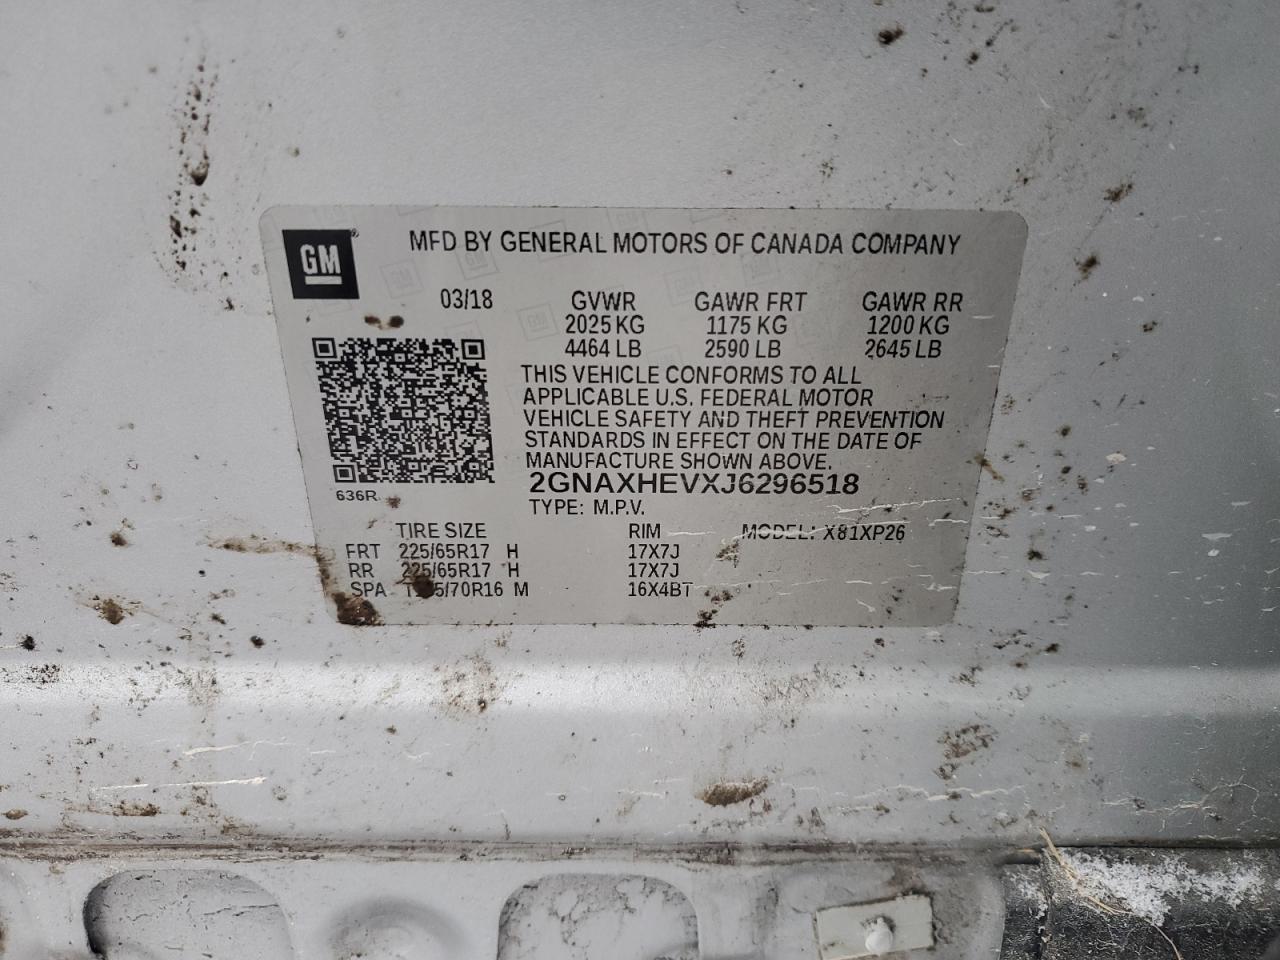 GM
MFD BY GENERAL MOTORS OF CANADA COMPANY
03/18 GVWR GAWR FRT GAWR RR
2025 KG 1175 KG 1200 KG
4464 LB 2590 LB 2645 LB
THIS VEHICLE CONFORMS TO ALL
APPLICABLE U.S. FEDERAL MOTOR
VEHICLE SAFETY AND THEFT PREVENTION
STANDARDS IN EFFECT ON THE DATE OF
MANUFACTURE SHOWN ABOVE.
2GNAXHEVXJ6296518
636R
TYPE: M.P.V.
TIRE SIZE RIM MODEL: X81XP26
FRT 225/65R17 H 17X7J
RR 225/65R17 H 17X7J
SPA M 16X4BT